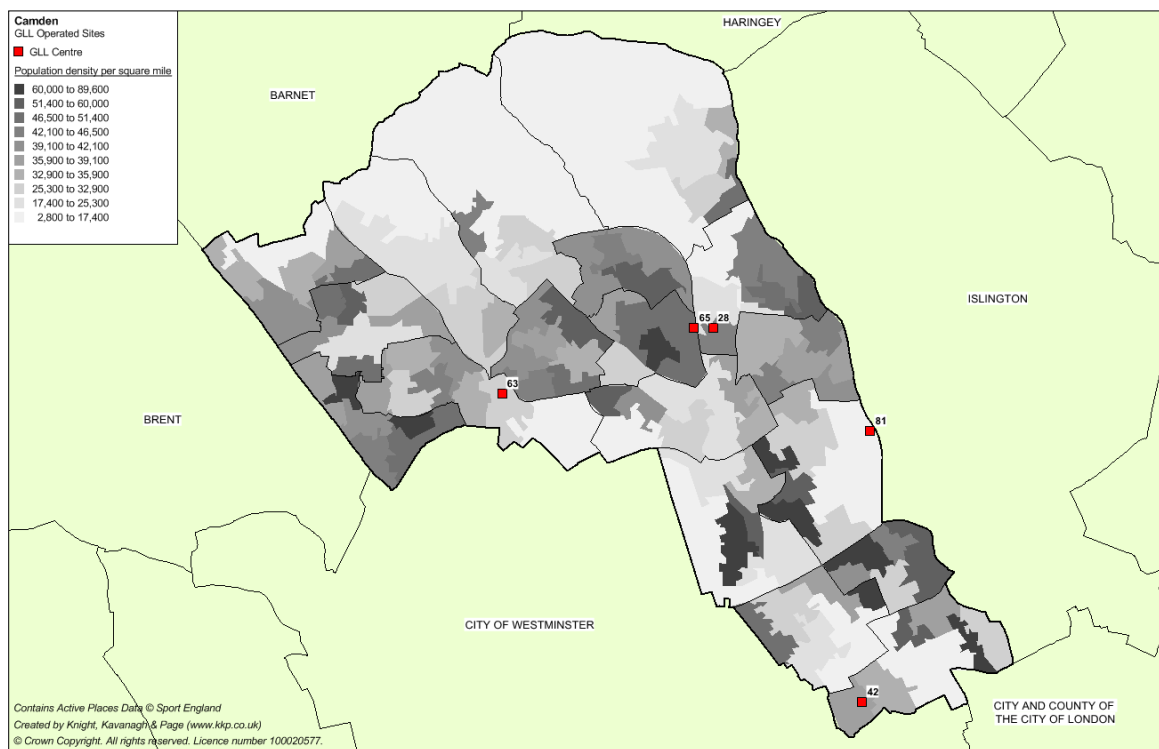 Camden
GLL Operated Sites
GLL Centre
Population density per square mile
60,000 to 89,600
51,400 to 60,000
46,500 to 51,400
42,100 to 46,500
39,100 to 42,100
35,900 to 39,100
32,900 to 35,900
25,300 to 32,900
17,400 to 25,300
2,800 to 17,400
HARINGEY
BARNET
ISLINGTON
65 28
63
BRENT
81
CITY OF WESTMINSTER
42
CITY AND COUNTY OF
THE CITY OF LONDON
Contains Active Places Data © Sport England
Created by Knight, Kavanagh & Page (www.kkp.co.uk)
© Crown Copyright. All rights reserved. Licence number 100020577.